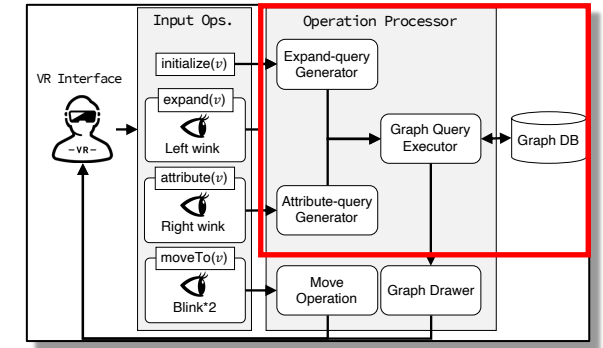 Input Ops.
Operation Processor
VR Interface
-VR-
initialize(v)
expand(v)
Left wink
attribute(v)
Right wink
moveTo(v)
Blink*2
Expand-query
Generator
Graph Query
Executor
Graph DB
Attribute-query
Generator
Move
Operation
Graph Drawer